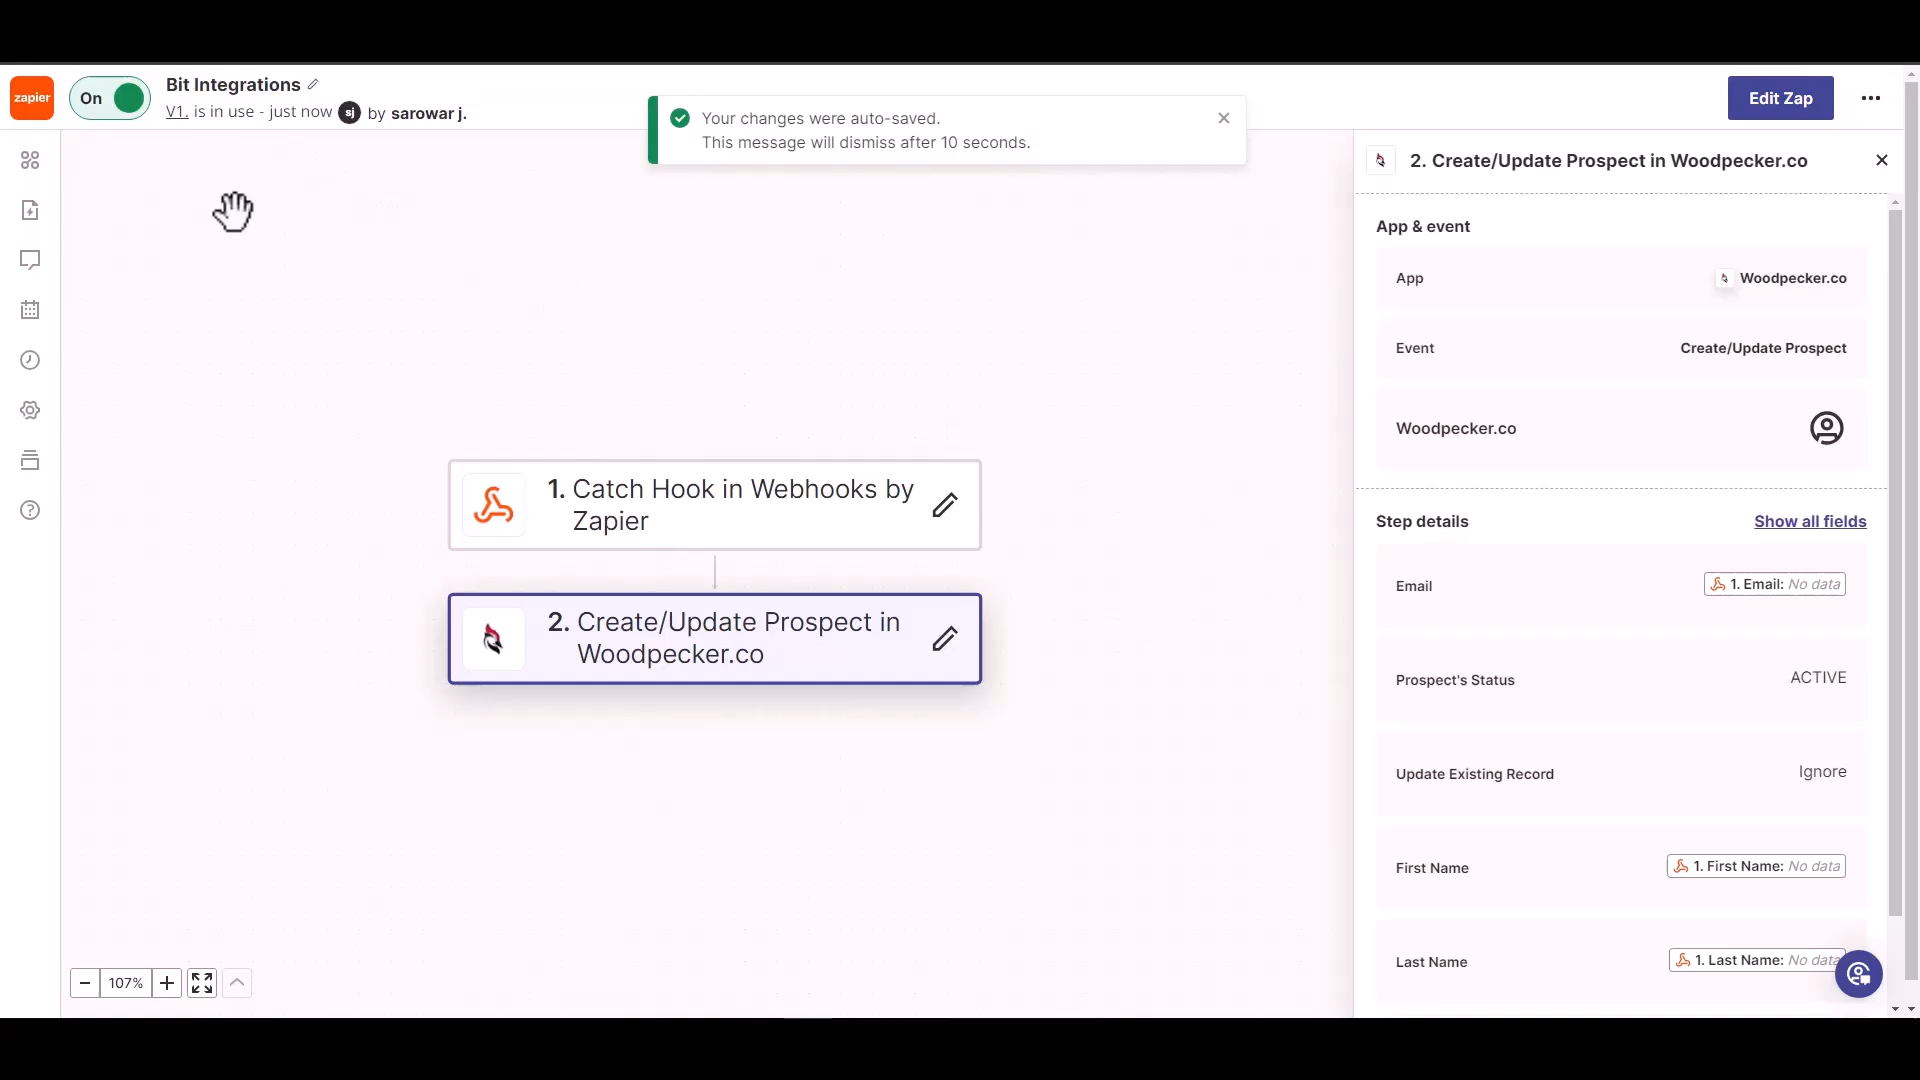 zapier
On
Bit Integrations
V1. is in use - just now sj by sarowar j.
Your changes were auto-saved.
This message will dismiss after 10 seconds.
Edit Zap
1. Catch Hook in Webhooks by
Zapier
2. Create/Update Prospect in
Woodpecker.co
107%
2. Create/Update Prospect in Woodpecker.co
App & event
App Woodpecker.co
Event Create/Update Prospect
Woodpecker.co
Step details Show all fields
Email 1. Email: No data
Prospect's Status ACTIVE
Update Existing Record Ignore
First Name 1. First Name: No data
Last Name 1. Last Name: No data